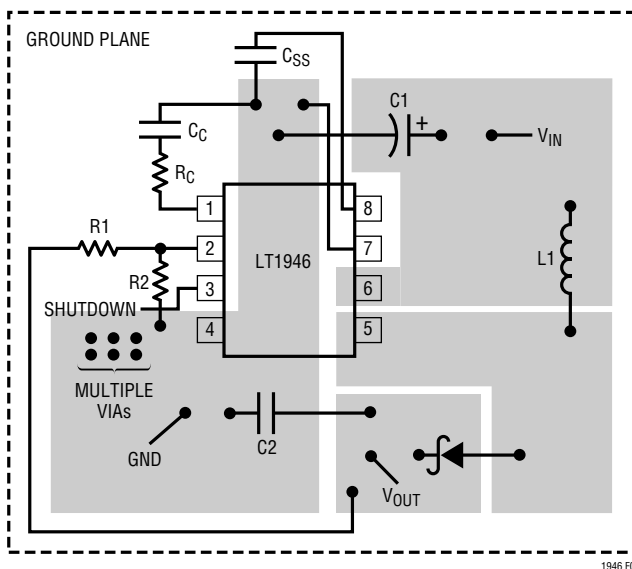 GROUND PLANE
CSS
C1
+
VIN
CC
RC
1
8
R1
2
7
LT1946
L1
R2
3
6
SHUTDOWN
4
5
MULTIPLE
VIAs
GND
C2
VOUT